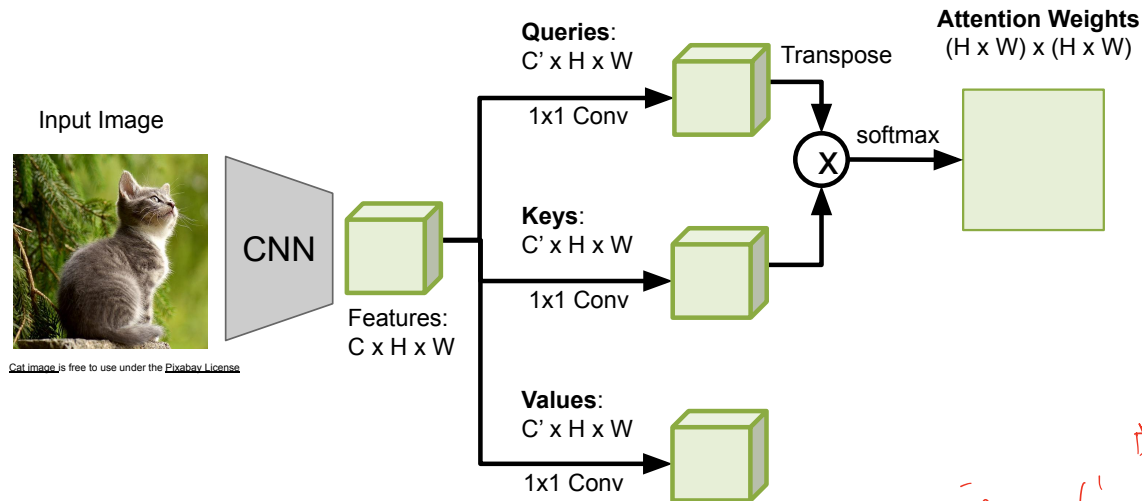 Attention Weights
(H x W) x (H x W)
Queries:
C’ x H x W
Transpose
1x1 Conv
softmax
X
Input Image
CNN
Keys:
C’ x H x W
1x1 Conv
Features:
C x H x W
Cat image is free to use under the Pixabay License
Values:
C’ x H x W
1x1 Conv